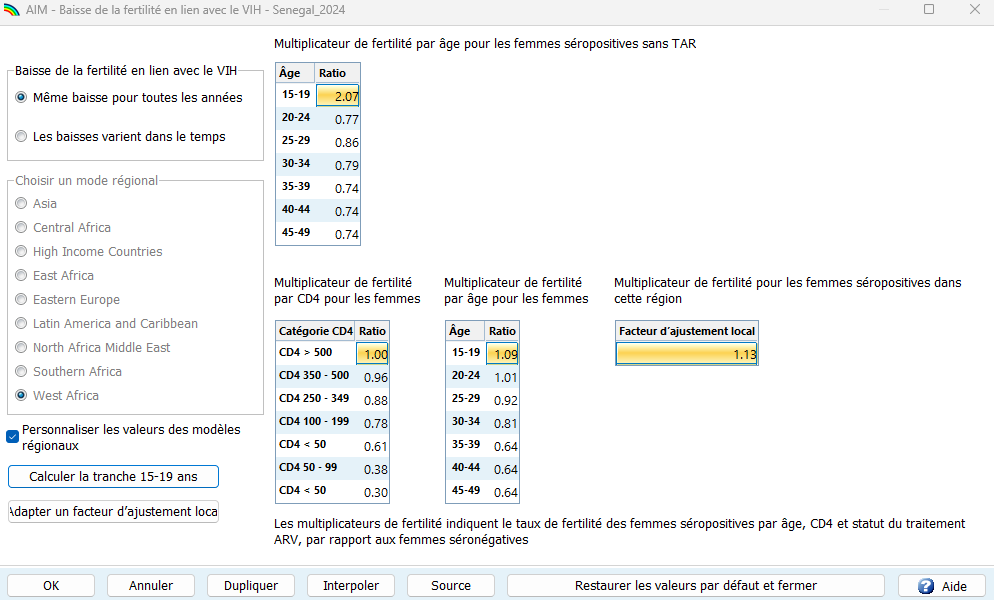 AIM - Baisse de la fertilité en lien avec le VIH - Senegal_2024
Baisse de la fertilité en lien avec le VIH
Même baisse pour toutes les années
Les baisses varient dans le temps
Choisir un mode régional
Asia
Central Africa
High Income Countries
East Africa
Eastern Europe
Latin America and Caribbean
North Africa Middle East
Southern Africa
West Africa
Personnaliser les valeurs des modèles
régionaux
Calculer la tranche 15-19 ans
Adapter un facteur d'ajustement loca
Multiplicateur de fertilité par âge pour les femmes séropositives sans TAR
Âge Ratio
15-19 2.07
20-24 0.77
25-29 0.86
30-34 0.79
35-39 0.74
40-44 0.74
45-49 0.74
Multiplicateur de fertilité
par CD4 pour les femmes
Catégorie CD4 Ratio
CD4 > 500 1.00
CD4 350 - 500 0.96
CD4 250 - 349 0.88
CD4 100 - 199 0.78
CD4 < 50 0.61
CD4 50 - 99 0.38
CD4 < 50 0.30
Multiplicateur de fertilité
par âge pour les femmes
Âge Ratio
15-19 1.09
20-24 1.01
25-29 0.92
30-34 0.81
35-39 0.64
40-44 0.64
45-49 0.64
Multiplicateur de fertilité pour les femmes séropositives dans
cette région
Facteur d'ajustement local
1.13
Les multiplicateurs de fertilité indiquent le taux de fertilité des femmes séropositives par âge, CD4 et statut du traitement
ARV, par rapport aux femmes séronégatives
OK Annuler Dupliquer Interpoler Source Restaurer les valeurs par défaut et fermer Aide